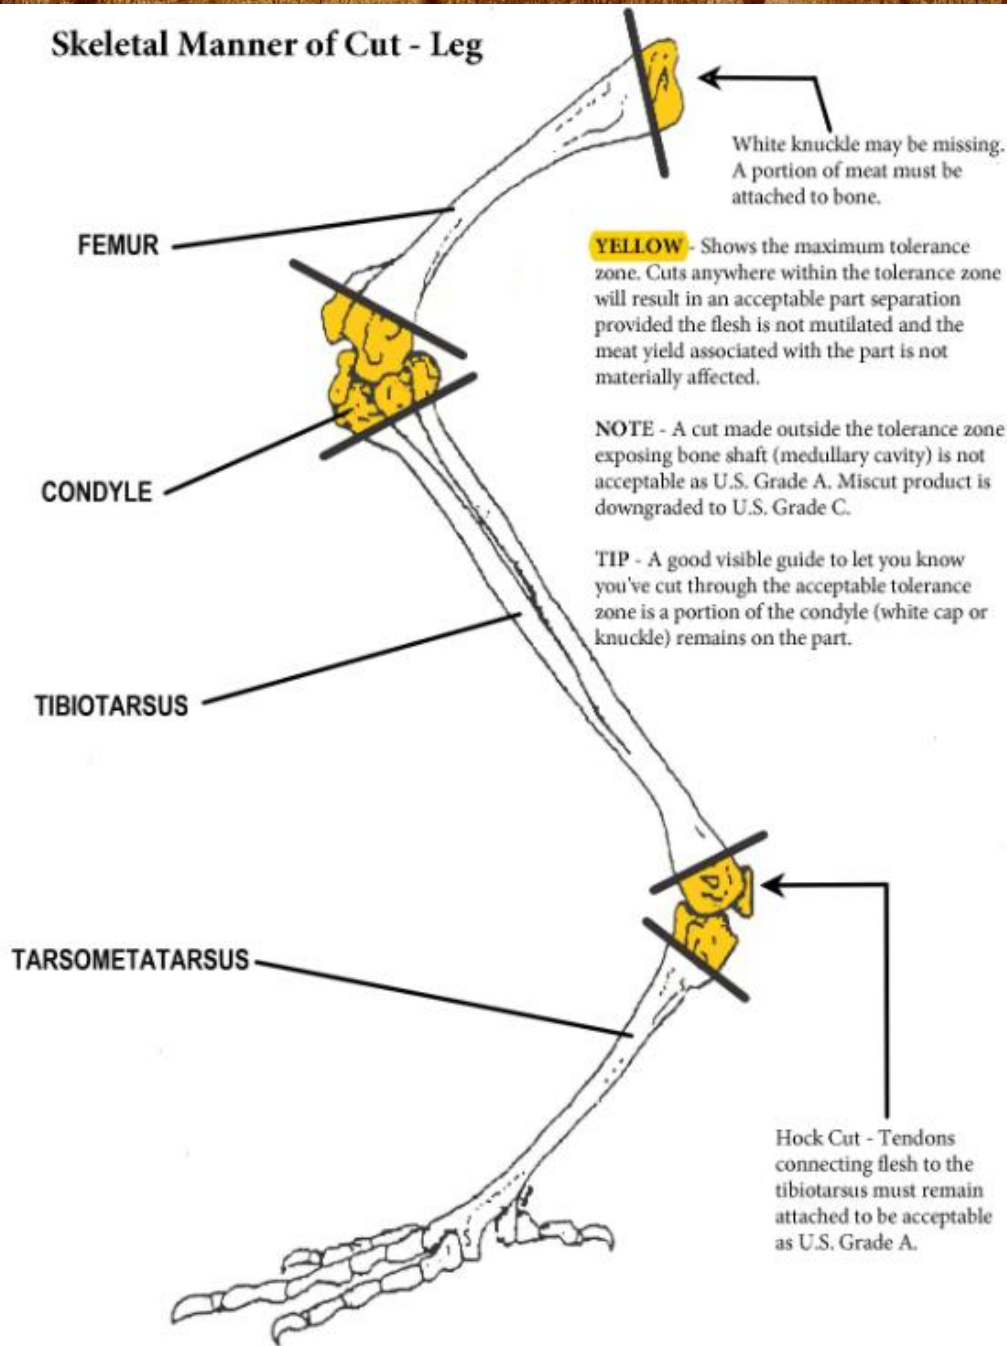 Skeletal Manner of Cut - Leg
White knuckle may be missing.
A portion of meat must be
attached to bone.
FEMUR
YELLOW - Shows the maximum tolerance
zone. Cuts anywhere within the tolerance zone
will result in an acceptable part separation
provided the flesh is not mutilated and the
meat yield associated with the part is not
materially affected.
CONDYLE
NOTE - A cut made outside the tolerance zone
exposing bone shaft (medullary cavity) is not
acceptable as U.S. Grade A. Miscut product is
downgraded to U.S. Grade C.
TIP - A good visible guide to let you know
you've cut through the acceptable tolerance
zone is a portion of the condyle (white cap or
knuckle) remains on the part.
TIBIOTARSUS
TARSOMETATARSUS
Hock Cut - Tendons
connecting flesh to the
tibiotarsus must remain
attached to be acceptable
as U.S. Grade A.